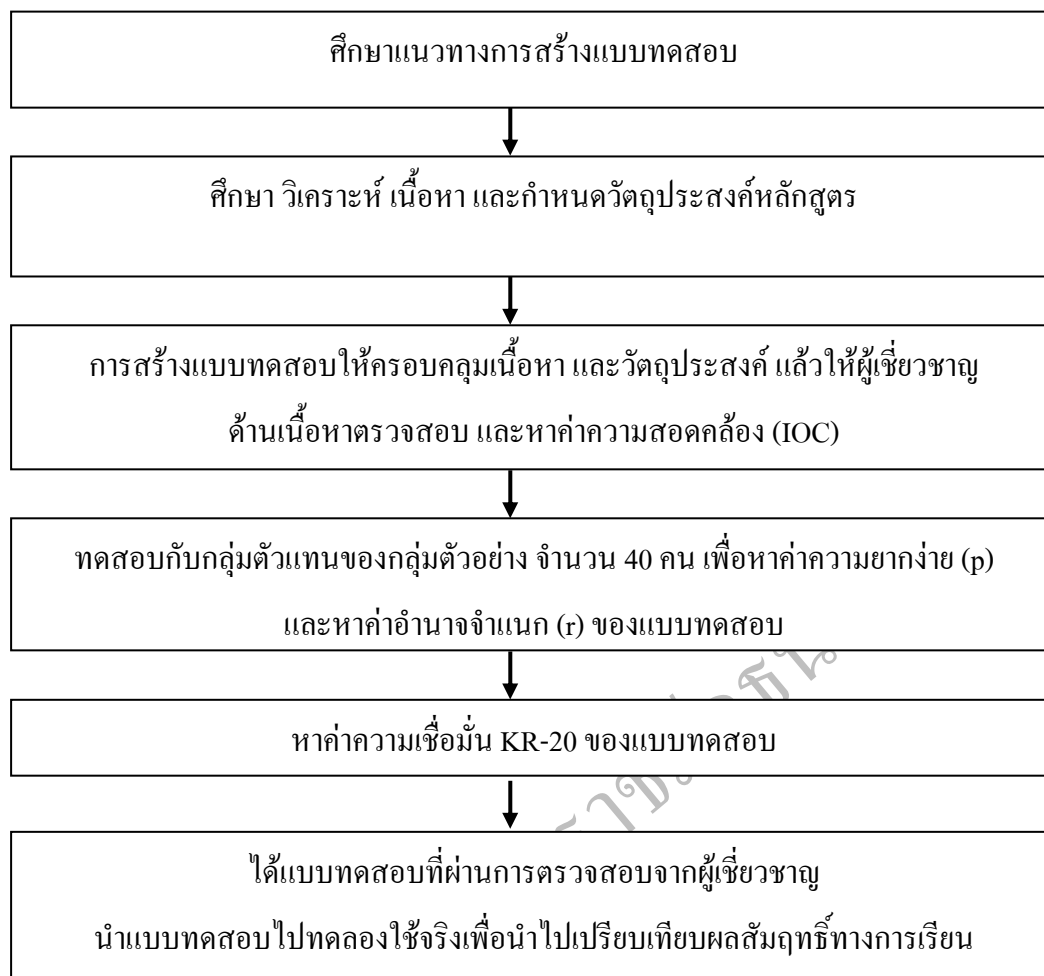 ศึกษาแนวทางการสร้างแบบทดสอบ
ศึกษา วิเคราะห์ เนื้อหา และกำหนดวัตถุประสงค์หลักสูตร
การสร้างแบบทดสอบให้ครอบคลุมเนื้อหา และวัตถุประสงค์ แล้วให้ผู้เชี่ยวชาญ
ด้านเนื้อหาตรวจสอบ และหาค่าความสอดคล้อง (IOC)
ทดสอบกับกลุ่มตัวแทนของกลุ่มตัวอย่าง จำนวน 40 คน เพื่อหาค่าความยากง่าย (p)
และหาค่าอำนาจจำแนก (r) ของแบบทดสอบ
หาค่าความเชื่อมั่น KR-20 ของแบบทดสอบ
ได้แบบทดสอบที่ผ่านการตรวจสอบจากผู้เชี่ยวชาญ
นำแบบทดสอบไปทดลองใช้จริงเพื่อนำไปเปรียบเทียบผลสัมฤทธิ์ทางการเรียน